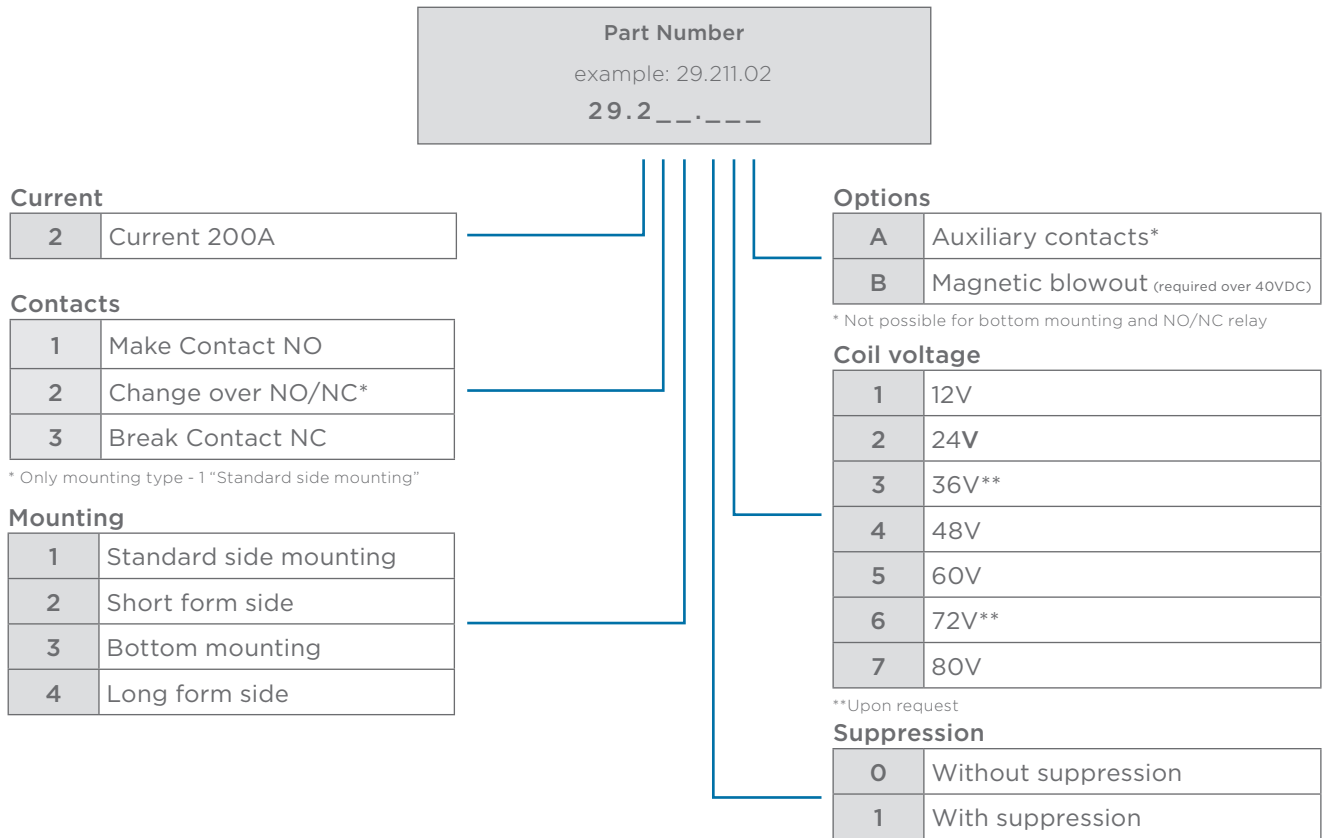 Part Number
example: 29.211.02
29.2__.___
Current
2 Current 200A
Contacts
1 Make Contact NO
2 Change over NO/NC*
3 Break Contact NC
* Only mounting type - 1 “Standard side mounting”
Mounting
1 Standard side mounting
2 Short form side
3 Bottom mounting
4 Long form side
Options
A Auxiliary contacts*
B Magnetic blowout (required over 40VDC)
* Not possible for bottom mounting and NO/NC relay
Coil voltage
1 12V
2 24V
3 36V**
4 48V
5 60V
6 72V**
7 80V
**Upon request
Suppression
0 Without suppression
1 With suppression